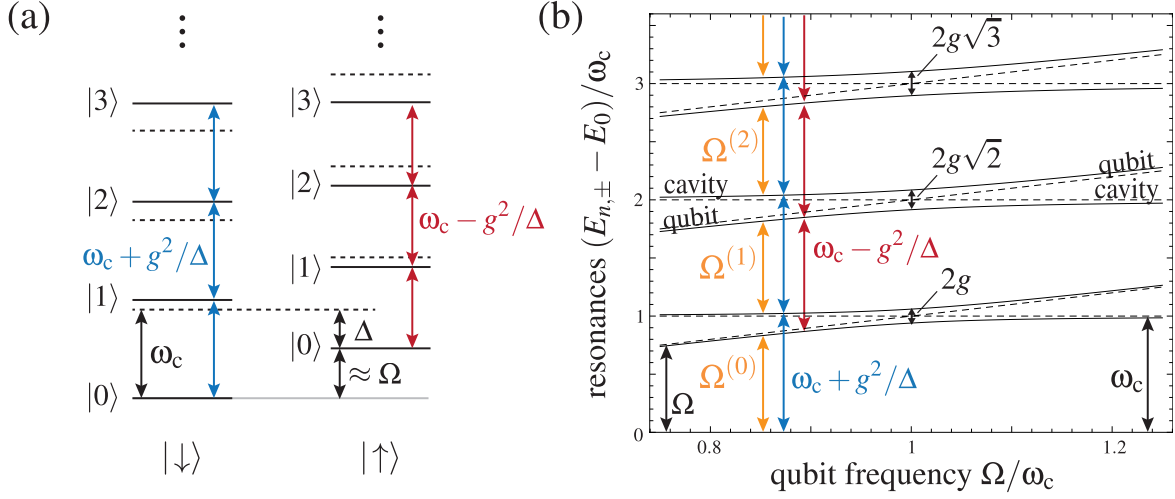 (a)
⋮
⋮
|3⟩
|2⟩
ω_c + g²/Δ
|1⟩
ω_c
|0⟩
|↓⟩
|3⟩
|2⟩
ω_c − g²/Δ
|1⟩
Δ
|0⟩
≈ Ω
|↑⟩
(b)
resonances (E_{n,±} − E_0)/ω_c
3
2
1
0
2g√3
Ω^(2)
2g√2
cavity
qubit
qubit
cavity
Ω^(1)
ω_c − g²/Δ
2g
Ω^(0)
Ω
ω_c + g²/Δ
ω_c
0.8
1
1.2
qubit frequency Ω/ω_c